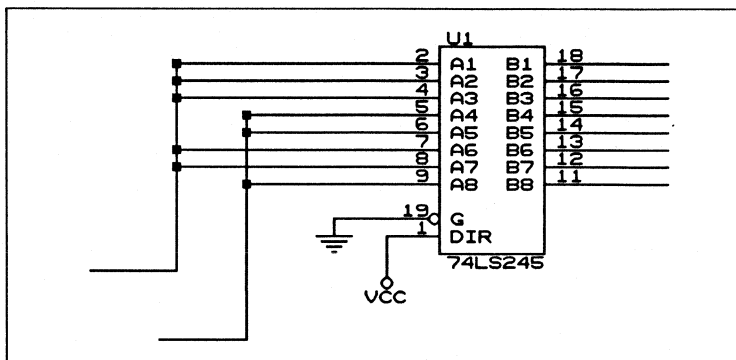 U1
2 A1 B1 18
3 A2 B2 17
4 A3 B3 16
5 A4 B4 15
6 A5 B5 14
7 A6 B6 13
8 A7 B7 12
9 A8 B8 11
19 G
1 DIR
74LS245
VCC